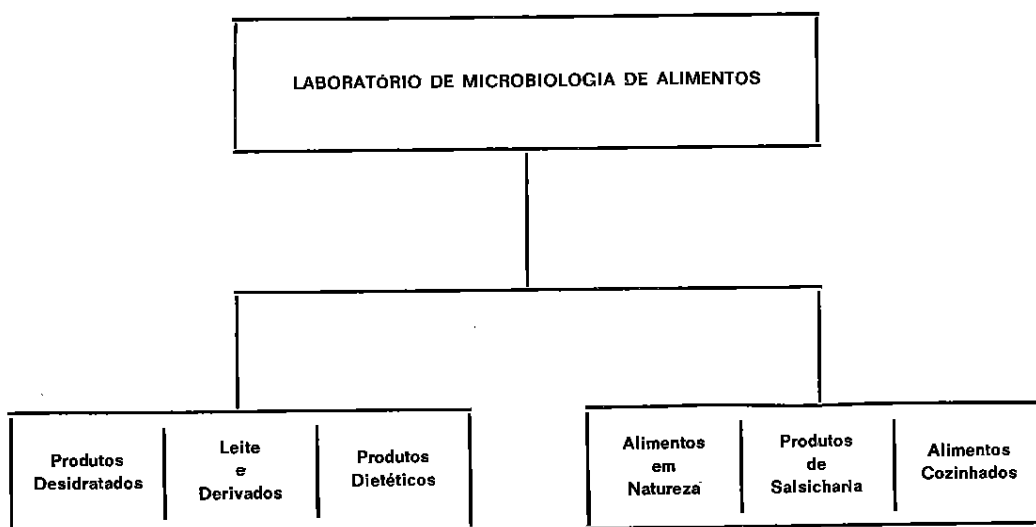 LABORATÓRIO DE MICROBIOLOGIA DE ALIMENTOS
Produtos
Desidratados
Leite
e
Derivados
Produtos
Dietéticos
Alimentos
em
Natureza
Produtos
de
Salsicharia
Alimentos
Cozinhados